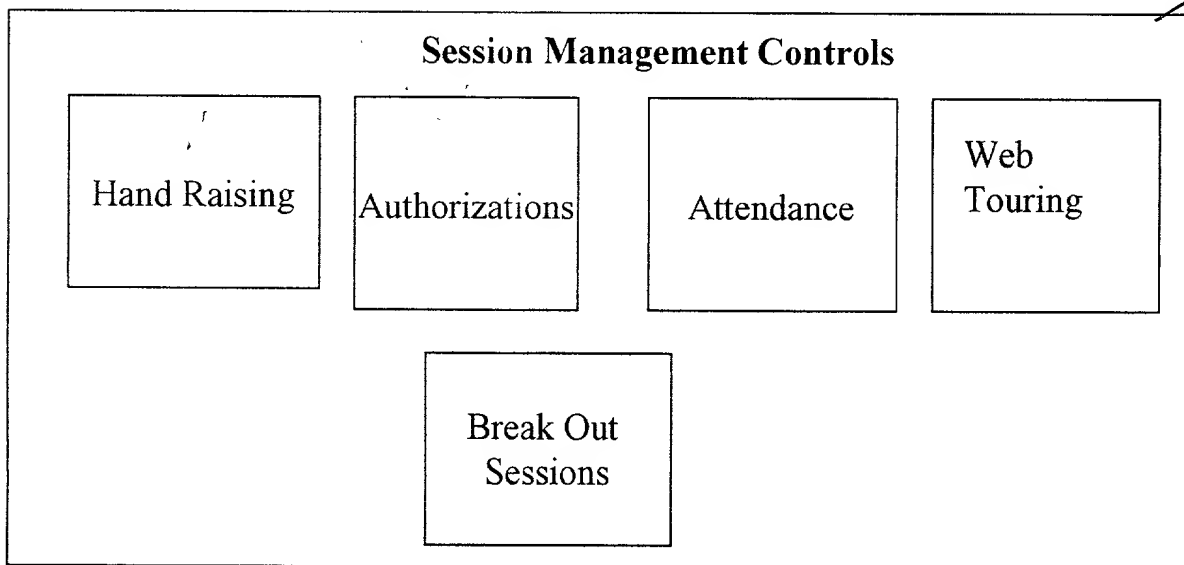 Session Management Controls
Hand Raising
Authorizations
Attendance
Web
Touring
Break Out
Sessions